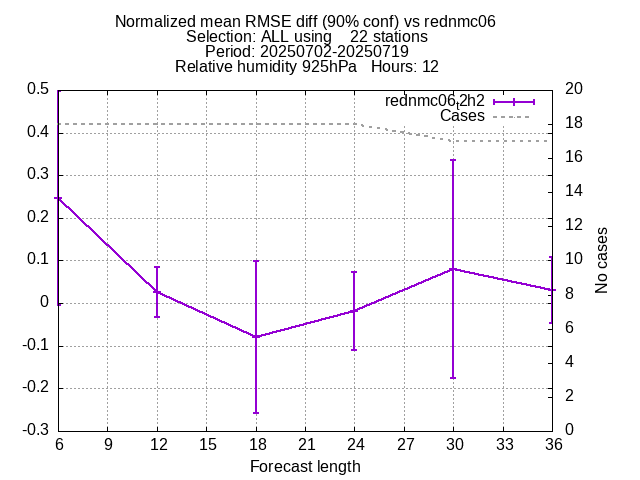 Normalized mean RMSE diff (90% conf) vs rednmc06
Selection: ALL using    22 stations
Period: 20250702-20250719
Relative humidity 925hPa   Hours: 12
rednmc06,2h2
Cases
0.5
0.4
0.3
0.2
0.1
0
-0.1
-0.2
-0.3
20
18
16
14
12
10
8
6
4
2
0
No cases
6 9 12 15 18 21 24 27 30 33 36
Forecast length